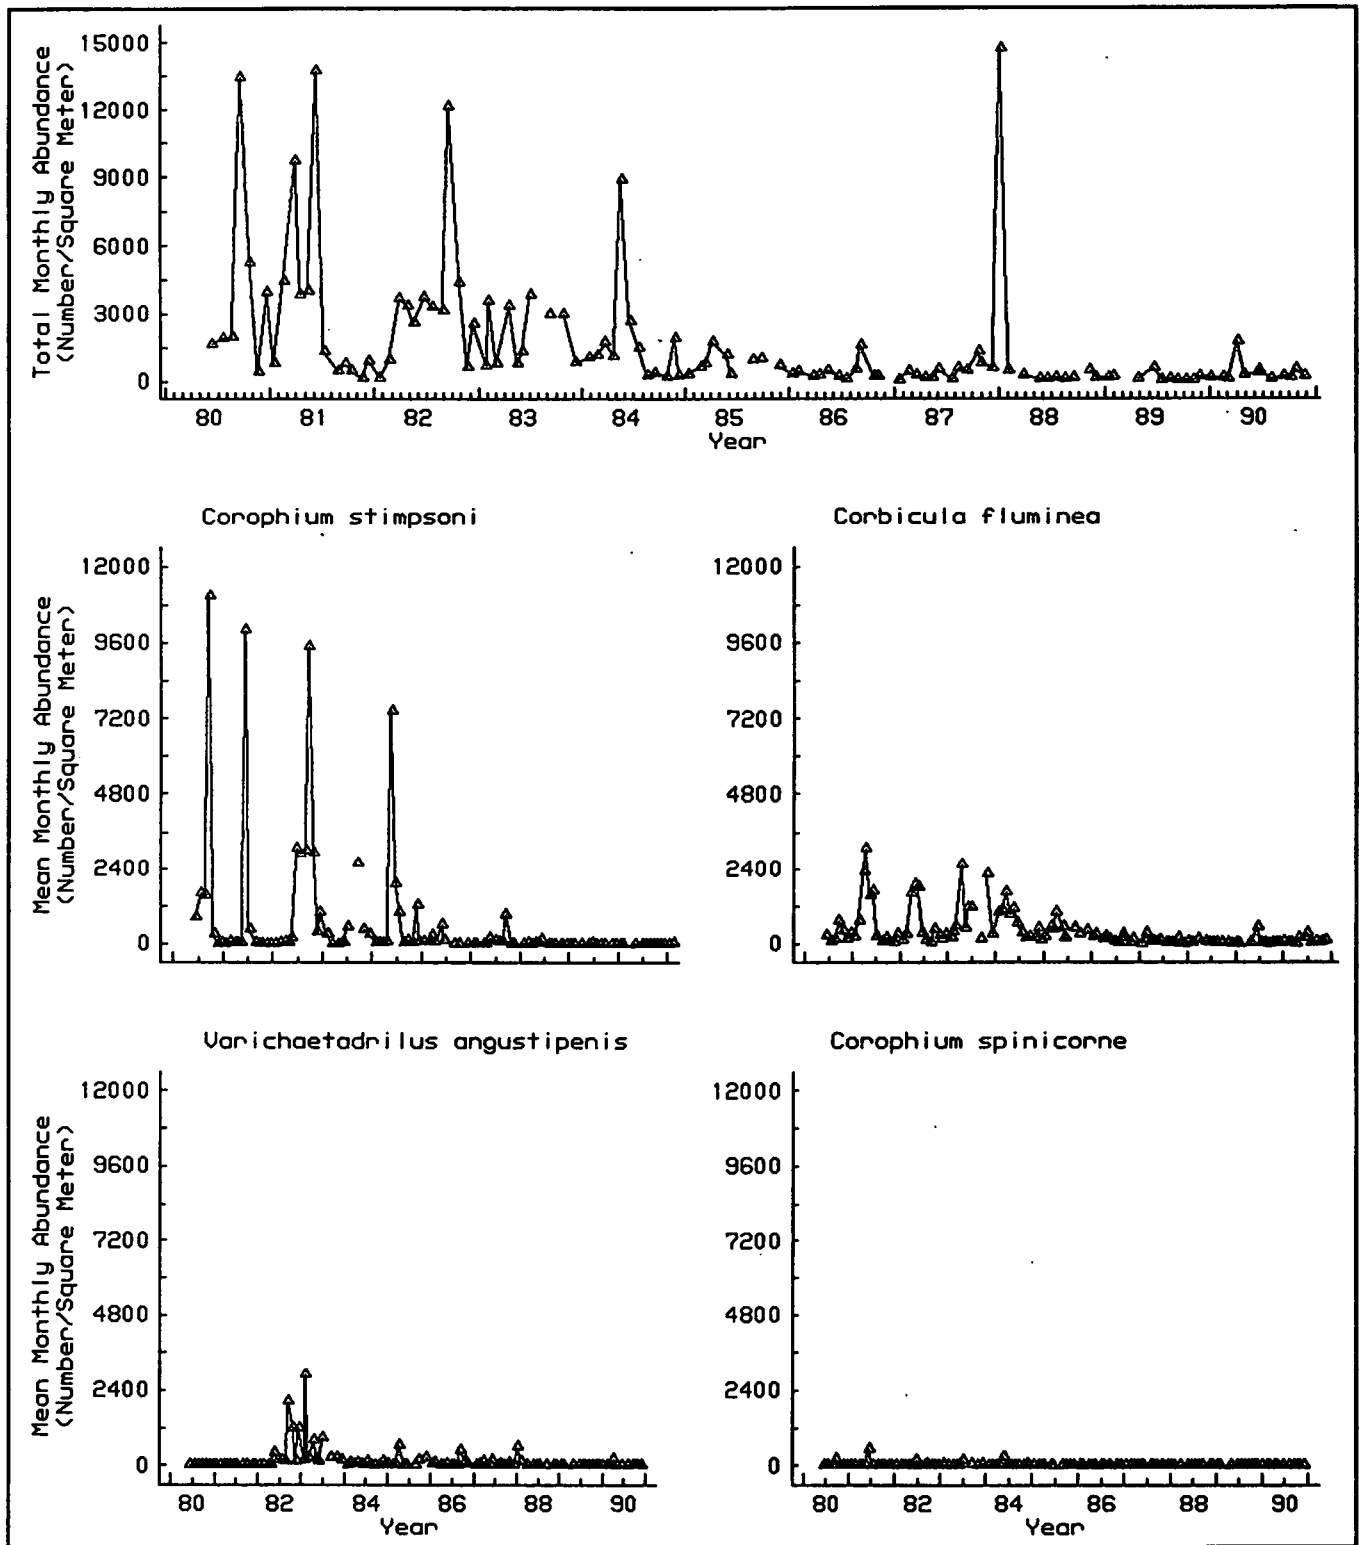 Total Monthly Abundance
(Number/Square Meter)
15000
12000
9000
6000
3000
0
80 81 82 83 84 85 86 87 88 89 90
Year
Corophium stimpsoni
Mean Monthly Abundance
(Number/Square Meter)
12000
9600
7200
4800
2400
0
Corbicula fluminea
12000
9600
7200
4800
2400
0
Varichaetadrilus angustipenis
Mean Monthly Abundance
(Number/Square Meter)
12000
9600
7200
4800
2400
0
80 82 84 86 88 90
Year
Corophium spinicorne
12000
9600
7200
4800
2400
0
80 82 84 86 88 90
Year